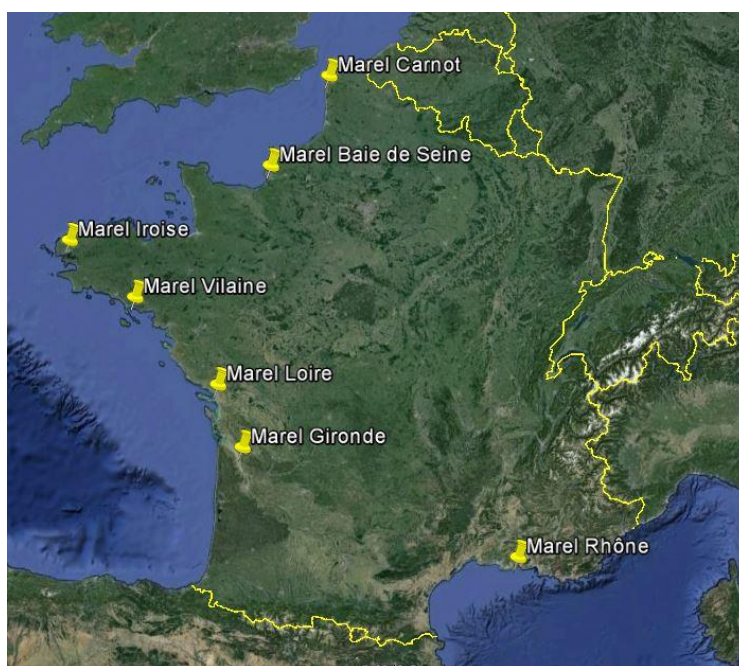 Marel Carnot
Marel Baie de Seine
Marel Iroise
Marel Vilaine
Marel Loire
Marel Gironde
Marel Rhône